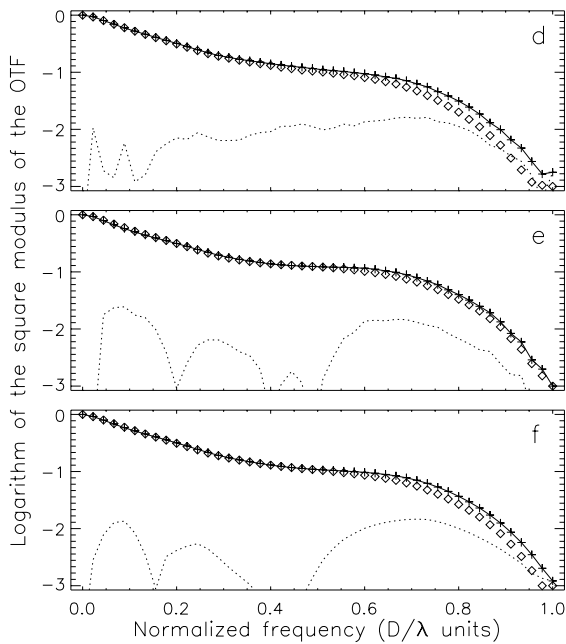 Logarithm of the square modulus of the OTF
0
-1
-2
-3
d
0
-1
-2
-3
e
0
-1
-2
-3
f
0.0 0.2 0.4 0.6 0.8 1.0
Normalized frequency (D/λ units)